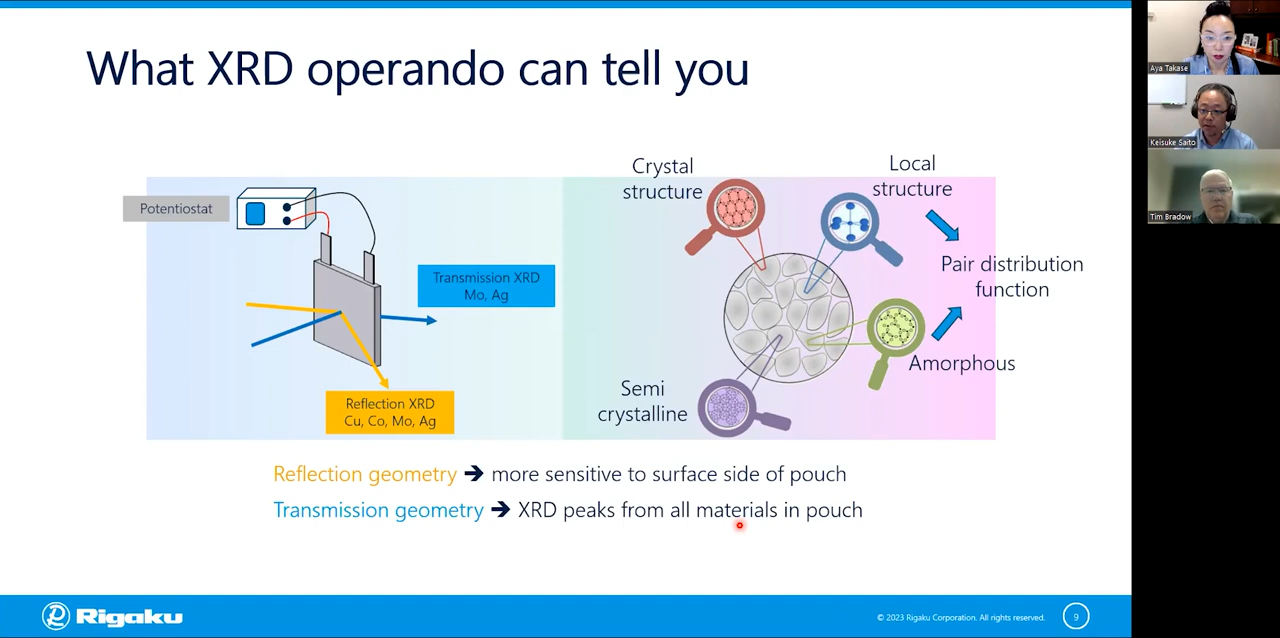 What XRD operando can tell you
Potentiostat
Transmission XRD
Mo, Ag
Reflection XRD
Cu, Co, Mo, Ag
Crystal
structure
Local
structure
Pair distribution
function
Amorphous
Semi
crystalline
Reflection geometry ➔ more sensitive to surface side of pouch
Transmission geometry ➔ XRD peaks from all materials in pouch
Rigaku
© 2023 Rigaku Corporation. All rights reserved.
9
Aya Takase
Keisuke Saito
Tim Bradow